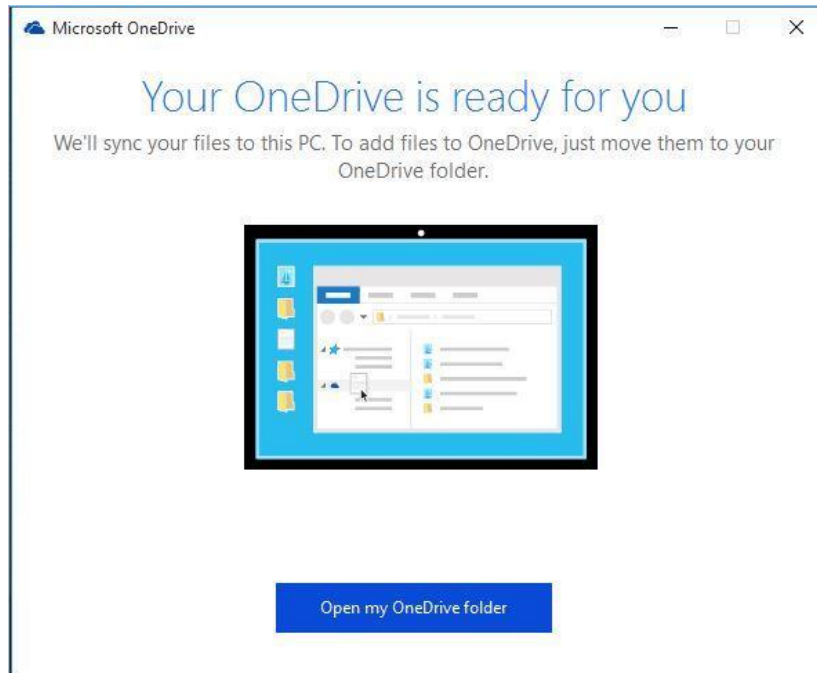 Microsoft OneDrive
Your OneDrive is ready for you
We'll sync your files to this PC. To add files to OneDrive, just move them to your
OneDrive folder.
Open my OneDrive folder